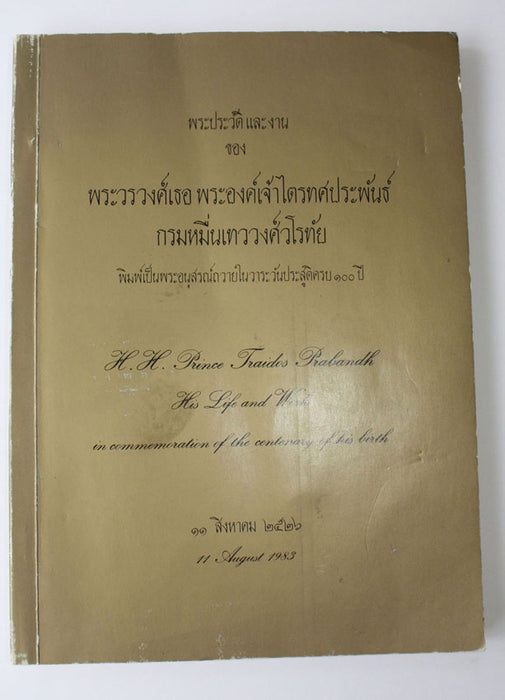 พระประวัติ และ งาน
ของ
พระวรวงศ์เธอ พระองค์เจ้าไตรทศประพันธ์
กรมหมื่นเทววงศ์วโรทัย
พิมพ์เป็นพระอนุสรณ์ถวายในวาระวันประสูติครบ ๑๐๐ ปี
H. H. Prince Traidos Prabandh
His Life and Work
in commemoration of the centenary of his birth
๑๑ สิงหาคม ๒๕๒๖
11 August 1983